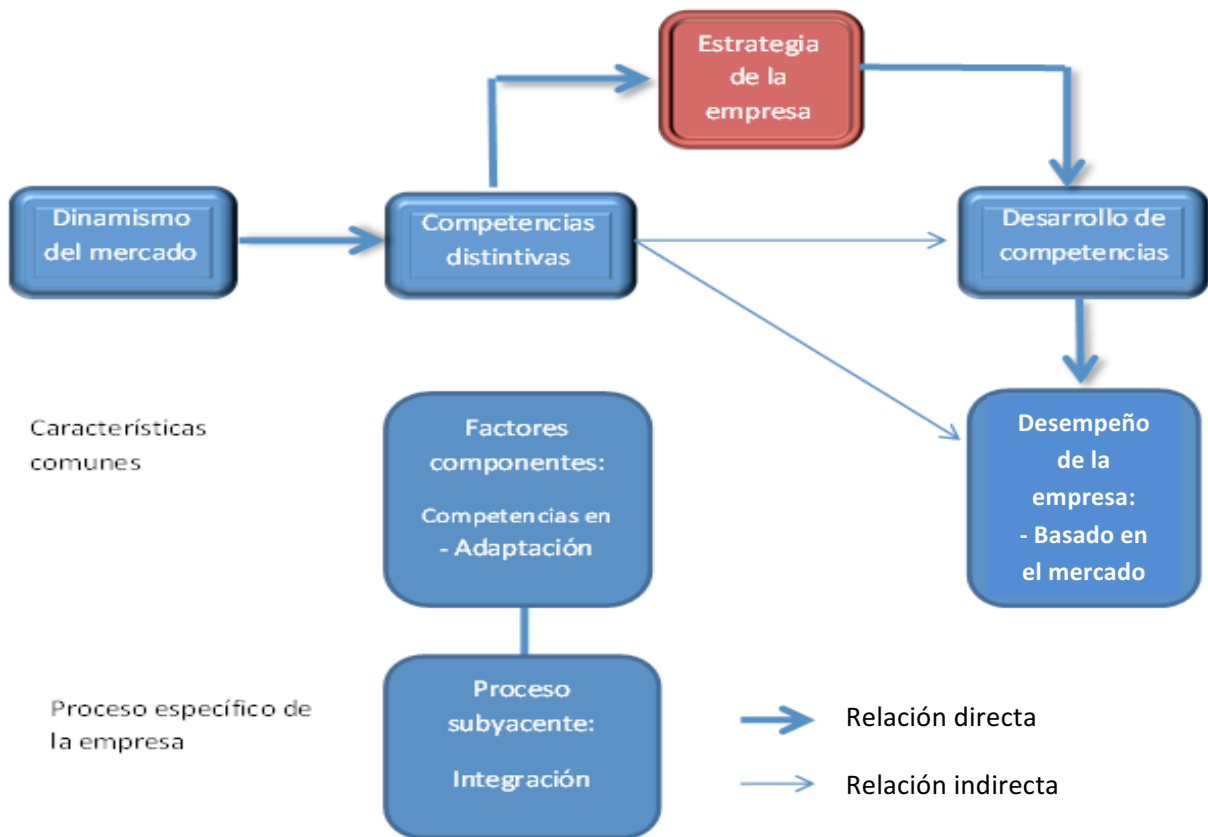 Estrategia
de la
empresa
Dinamismo
del mercado
Competencias
distintivas
Desarrollo de
competencias
Características
comunes
Factores
componentes:
Competencias en
- Adaptación
Desempeño
de la
empresa:
- Basado en
el mercado
Proceso específico de
la empresa
Proceso
subyacente:
Integración
Relación directa
Relación indirecta